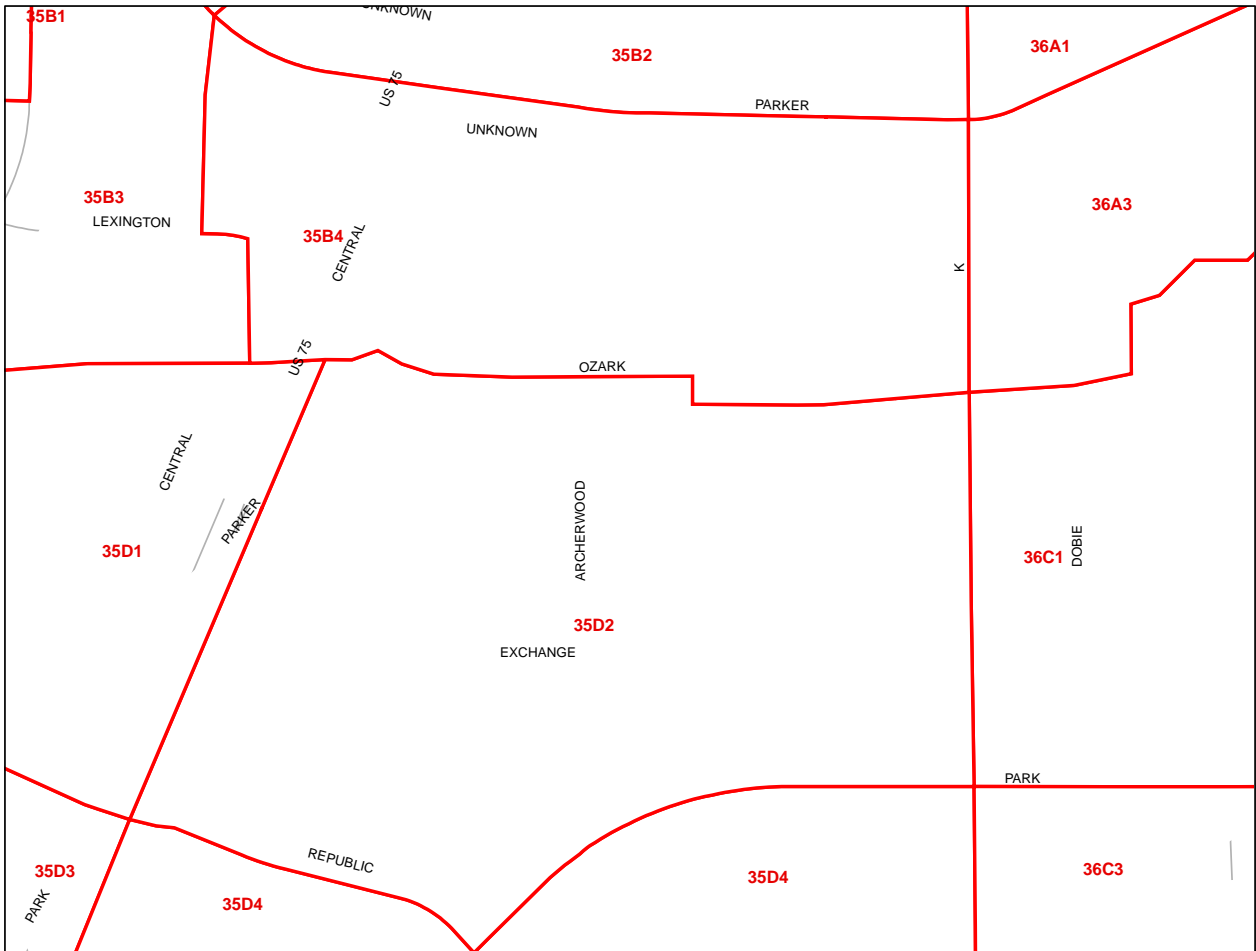 35B1
UNKNOWN
35B2
36A1
US 75
PARKER
UNKNOWN
35B3
LEXINGTON
36A3
35B4
CENTRAL
K
US 75
OZARK
CENTRAL
PARKER
ARCHERWOOD
DOBIE
35D1
36C1
35D2
EXCHANGE
PARK
REPUBLIC
35D3
35D4
35D4
36C3
PARK